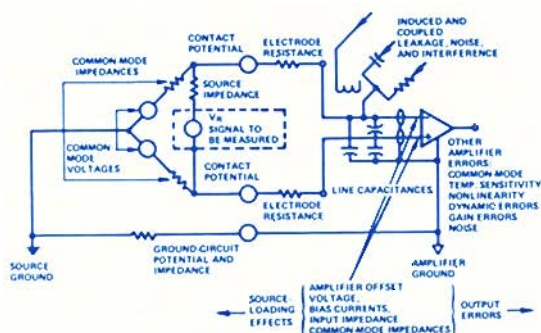 CONTACT
POTENTIAL
ELECTRODE
RESISTANCE
INDUCED AND
COUPLED
LEAKAGE, NOISE,
AND INTERFERENCE
COMMON MODE
IMPEDANCES
SOURCE
IMPEDANCE
VR
SIGNAL TO
BE MEASURED
COMMON
MODE
VOLTAGES
CONTACT
POTENTIAL
ELECTRODE
RESISTANCE
LINE CAPACITANCES
OTHER
AMPLIFIER
ERRORS:
COMMON-MODE
TEMP. SENSITIVITY
NONLINEARITY
DYNAMIC ERRORS
GAIN ERRORS
NOISE
SOURCE
GROUND
GROUND-CIRCUIT
POTENTIAL AND
IMPEDANCE
AMPLIFIER
GROUND
SOURCE-
LOADING
EFFECTS
AMPLIFIER OFFSET
VOLTAGE,
BIAS CURRENTS,
INPUT IMPEDANCE
COMMON-MODE IMPEDANCES
OUTPUT
ERRORS